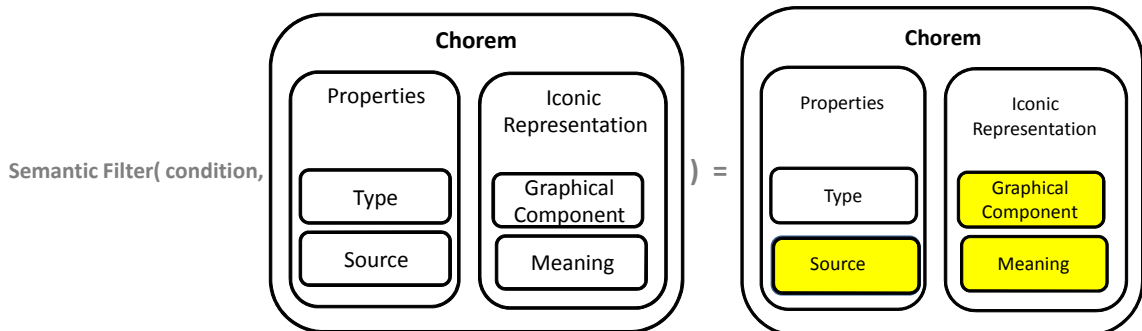 Chorem
Properties
Iconic
Representation
Type
Graphical
Component
Source
Meaning
Semantic Filter( condition,
) =
Chorem
Properties
Iconic
Representation
Type
Graphical
Component
Source
Meaning